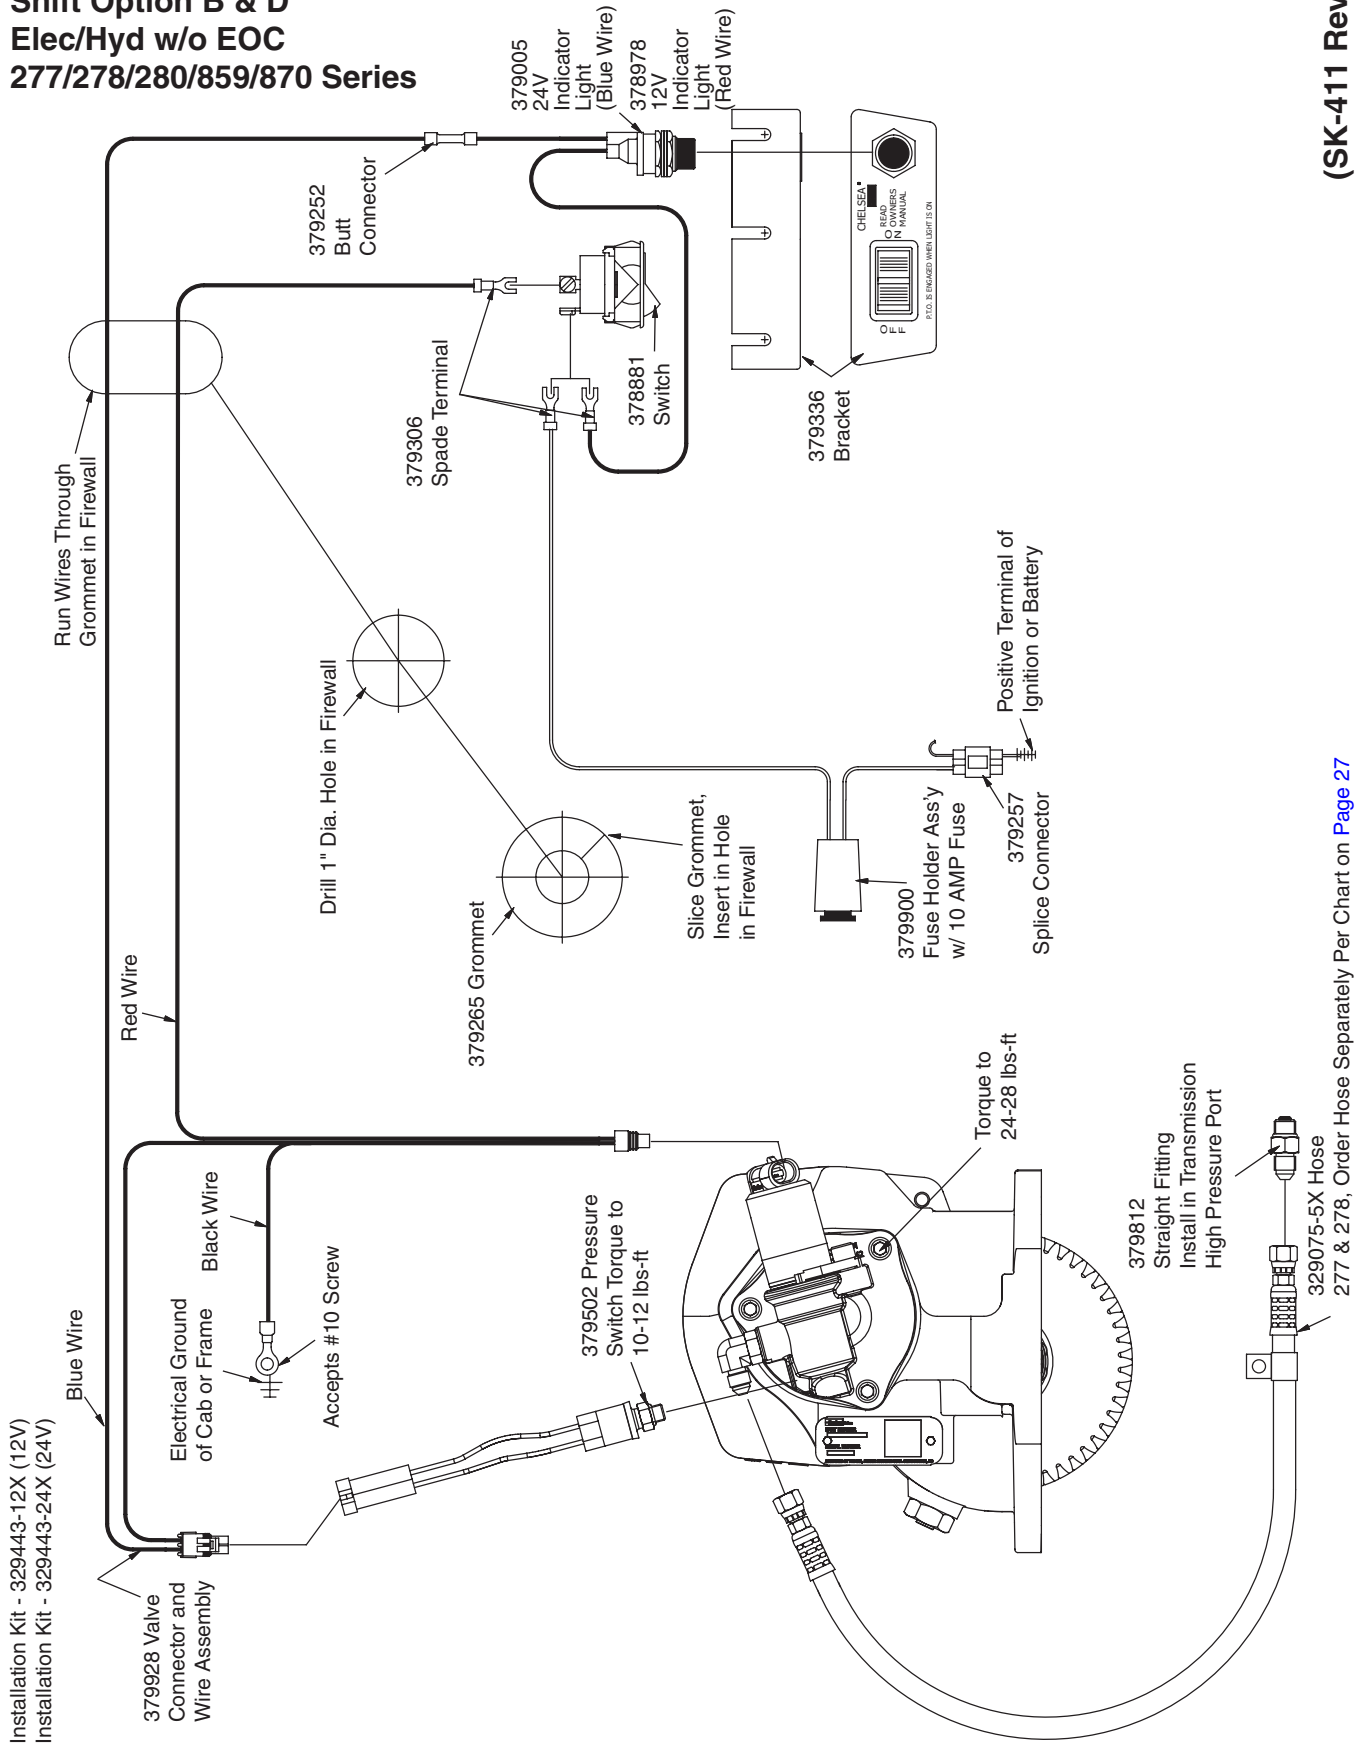 Shift Option B & D
Elec/Hyd w/o EOC
277/278/280/859/870 Series
Installation Kit - 329443-12X (12V)
Installation Kit - 329443-24X (24V)
Blue Wire
379928 Valve
Connector and
Wire Assembly
Electrical Ground
of Cab or Frame
Accepts #10 Screw
Black Wire
Red Wire
Run Wires Through
Grommet in Firewall
Drill 1" Dia. Hole in Firewall
379265 Grommet
Slice Grommet,
Insert in Hole
in Firewall
379252
Butt
Connector
379306
Spade Terminal
379005
24V
Indicator
Light
(Blue Wire)
378978
12V
Indicator
Light
(Red Wire)
378881
Switch
379336
Bracket
CHELSEA
READ
OWNERS
MANUAL
ON
OFF
P.T.O. IS ENGAGED WHEN LIGHT IS ON
379900
Fuse Holder Ass'y
w/ 10 AMP Fuse
379257
Splice Connector
Positive Terminal of
Ignition or Battery
379502 Pressure
Switch Torque to
10-12 lbs-ft
Torque to
24-28 lbs-ft
379812
Straight Fitting
Install in Transmission
High Pressure Port
329075-5X Hose
277 & 278, Order Hose Separately Per Chart on Page 27
(SK-411 Rev